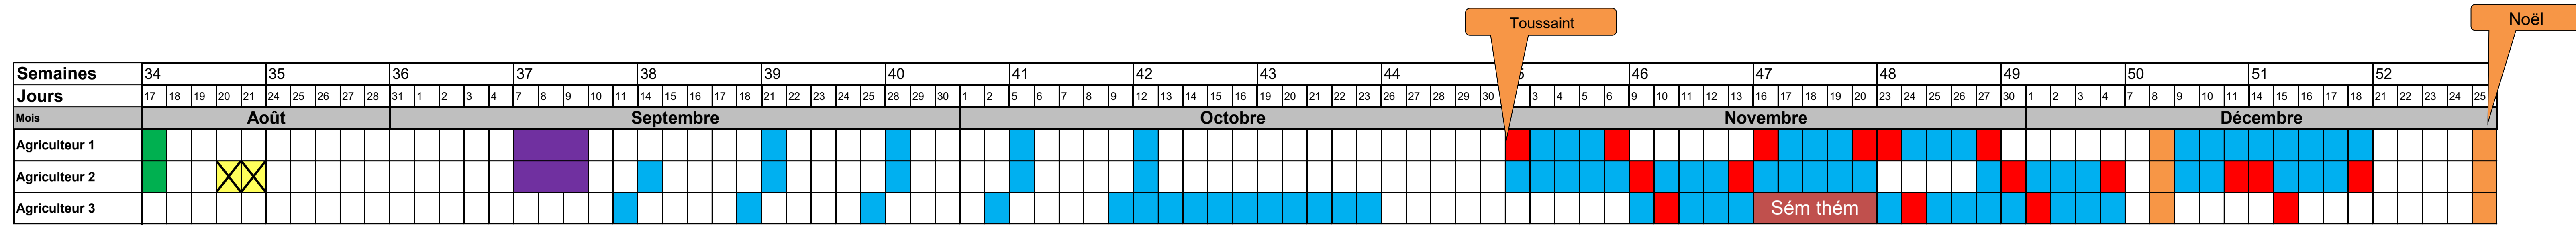 Toussaint
Noël
Semaines 34 35 36 37 38 39 40 41 42 43 44 5 46 47 48 49 50 51 52
Jours 17 18 19 20 21 24 25 26 27 28 31 1 2 3 4 7 8 9 10 11 14 15 16 17 18 21 22 23 24 25 28 29 30 1 2 5 6 7 8 9 12 13 14 15 16 19 20 21 22 23 26 27 28 29 30 3 4 5 6 9 10 11 12 13 16 17 18 19 20 23 24 25 26 27 30 1 2 3 4 7 8 9 10 11 14 15 16 17 18 21 22 23 24 25
Mois Août Septembre Octobre Novembre Décembre
Agriculteur 1
Agriculteur 2
Agriculteur 3 Sém thém